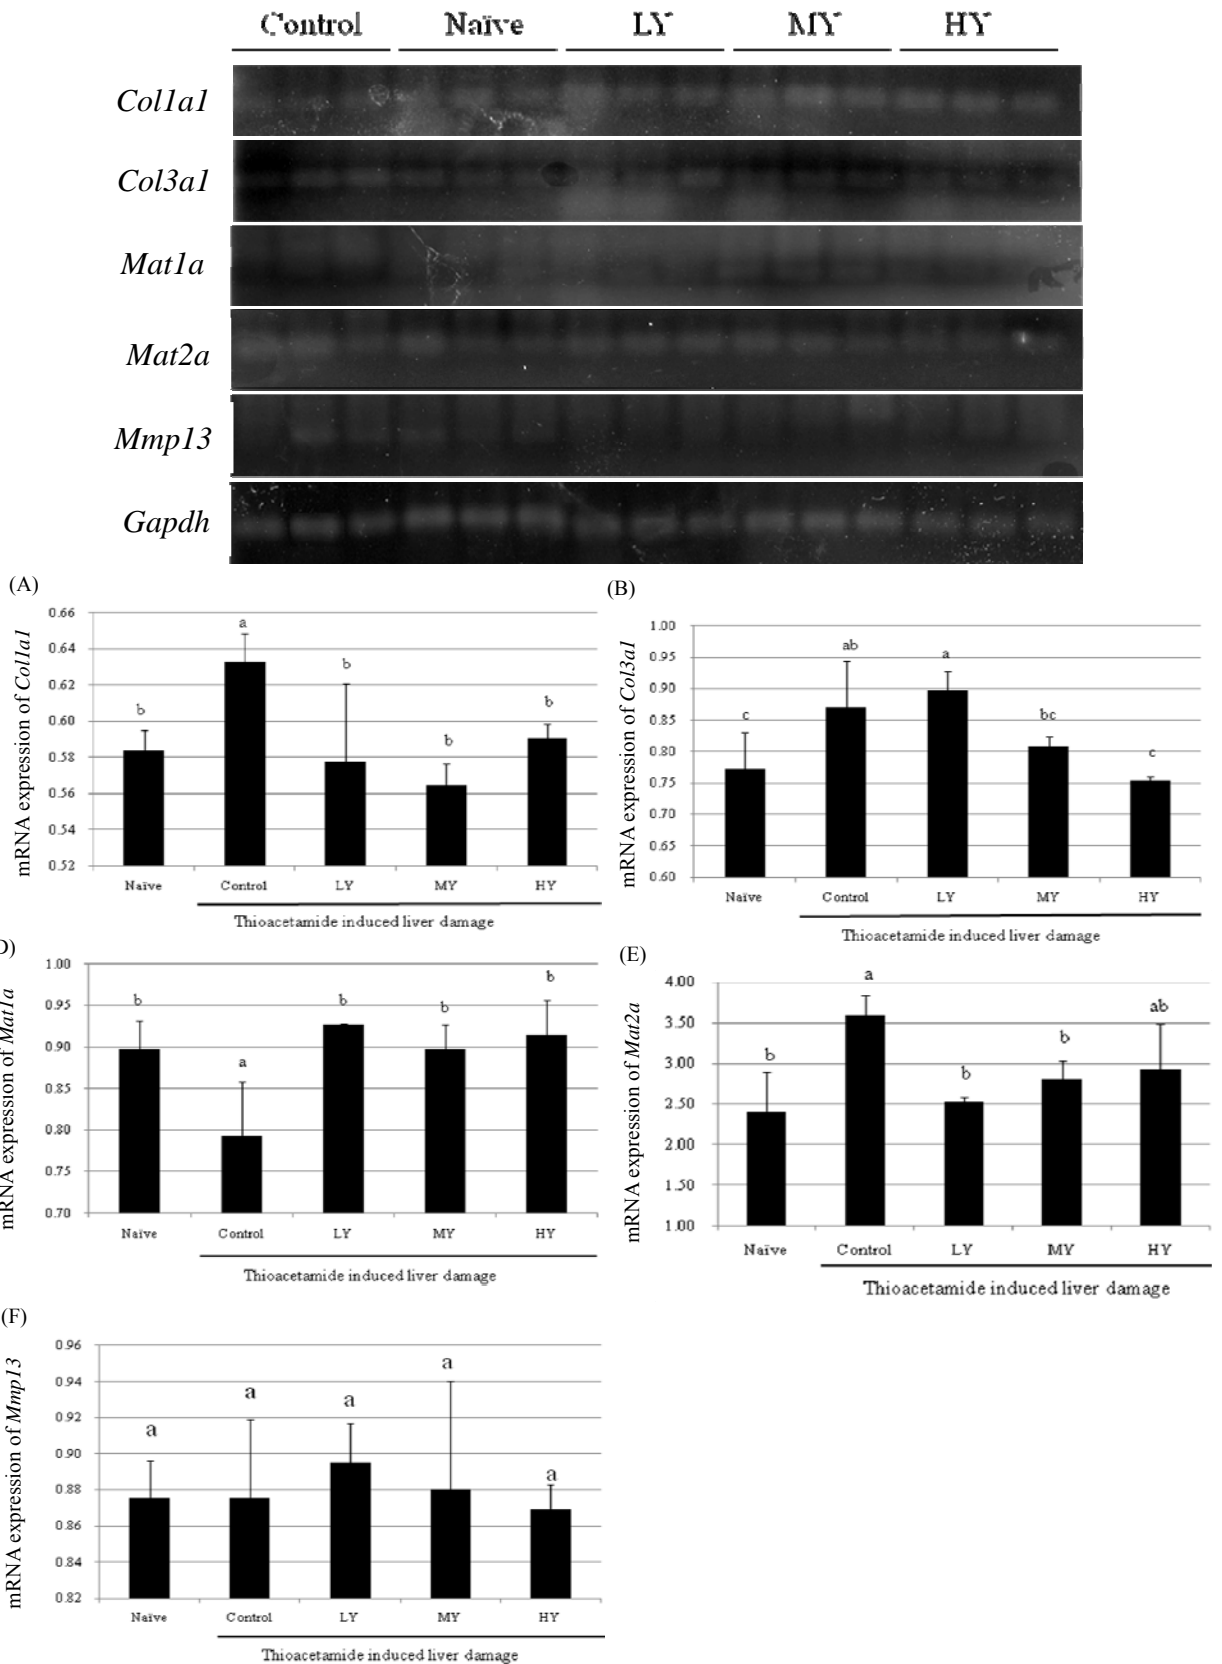 Control Naïve LY MY HY
Col1a1
Col3a1
Mat1a
Mat2a
Mmp13
Gapdh
(A)
mRNA expression of Col1a1
0.66
0.64
0.62
0.60
0.58
0.56
0.54
0.52
b a b b b
Naïve Control LY MY HY
Thioacetamide induced liver damage
(B)
mRNA expression of Col3a1
1.00
0.95
0.90
0.85
0.80
0.75
0.70
0.60
c ab a bc c
Naïve Control LY MY HY
Thioacetamide induced liver damage
D)
mRNA expression of Mat1a
1.00
0.95
0.90
0.85
0.80
0.75
0.70
b a b b b
Naïve Control LY MY HY
Thioacetamide induced liver damage
(E)
mRNA expression of Mat2a
4.00
3.50
3.00
2.50
2.00
1.50
1.00
b a b b ab
Naïve Control LY MY HY
Thioacetamide induced liver damage
(F)
mRNA expression of Mmp13
0.96
0.94
0.92
0.90
0.88
0.86
0.84
0.82
a a a a a
Naïve Control LY MY HY
Thioacetamide induced liver damage